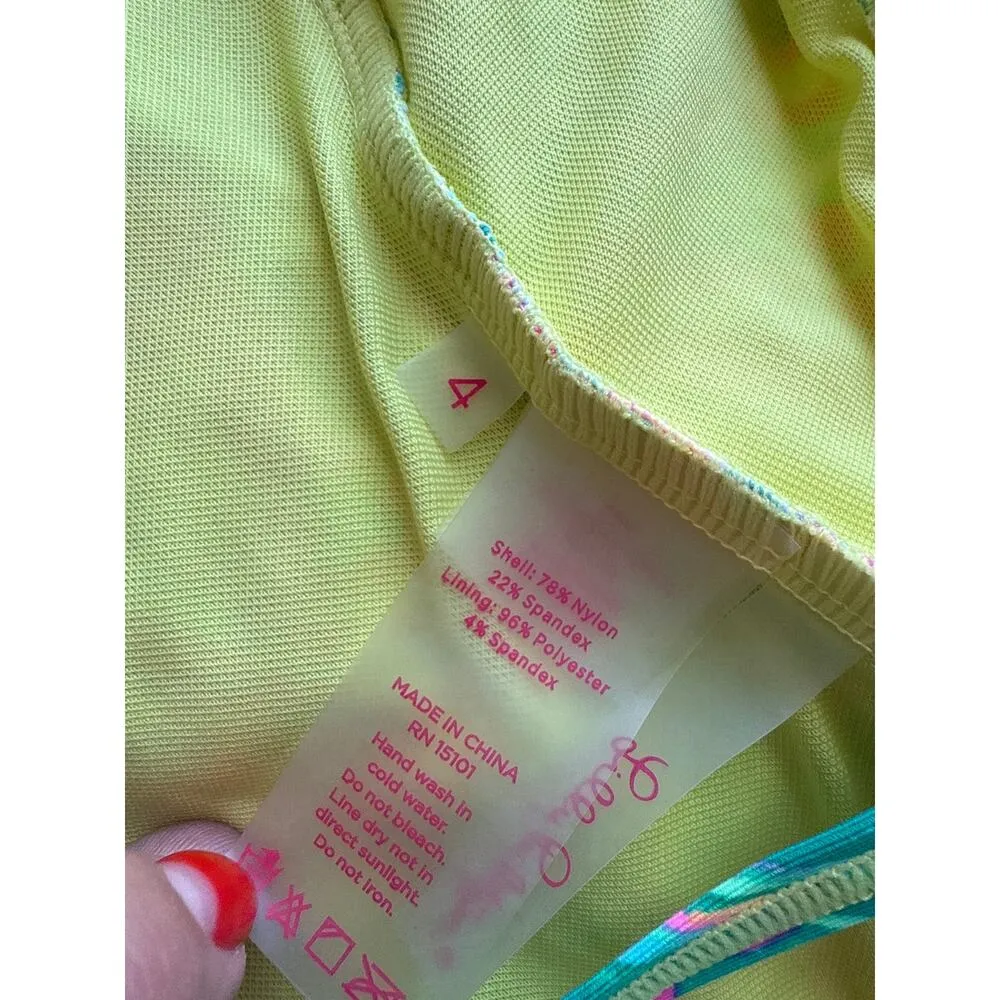 4
Shell: 78% Nylon
22% Spandex
Lining: 96% Polyester
4% Spandex
MADE IN CHINA
RN 15101
Hand wash in
cold water.
Do not bleach.
Line dry not in
direct sunlight.
Do not iron.
Lilly